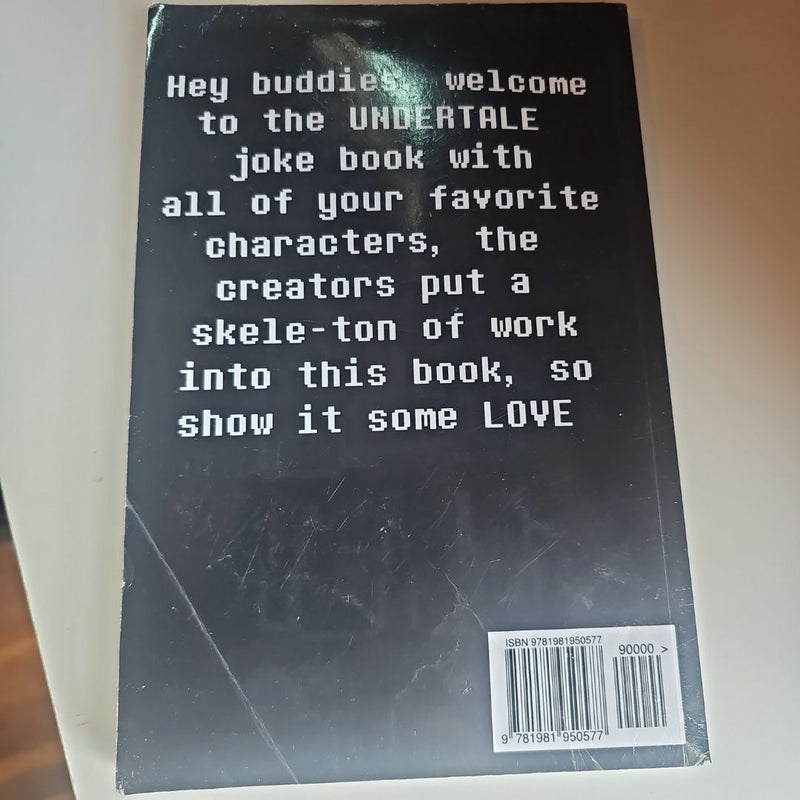 Hey buddies, welcome
to the UNDERTALE
joke book with
all of your favorite
characters, the
creators put a
skele-ton of work
into this book, so
show it some LOVE
ISBN 9781981950577
90000 >
9 781981 950577